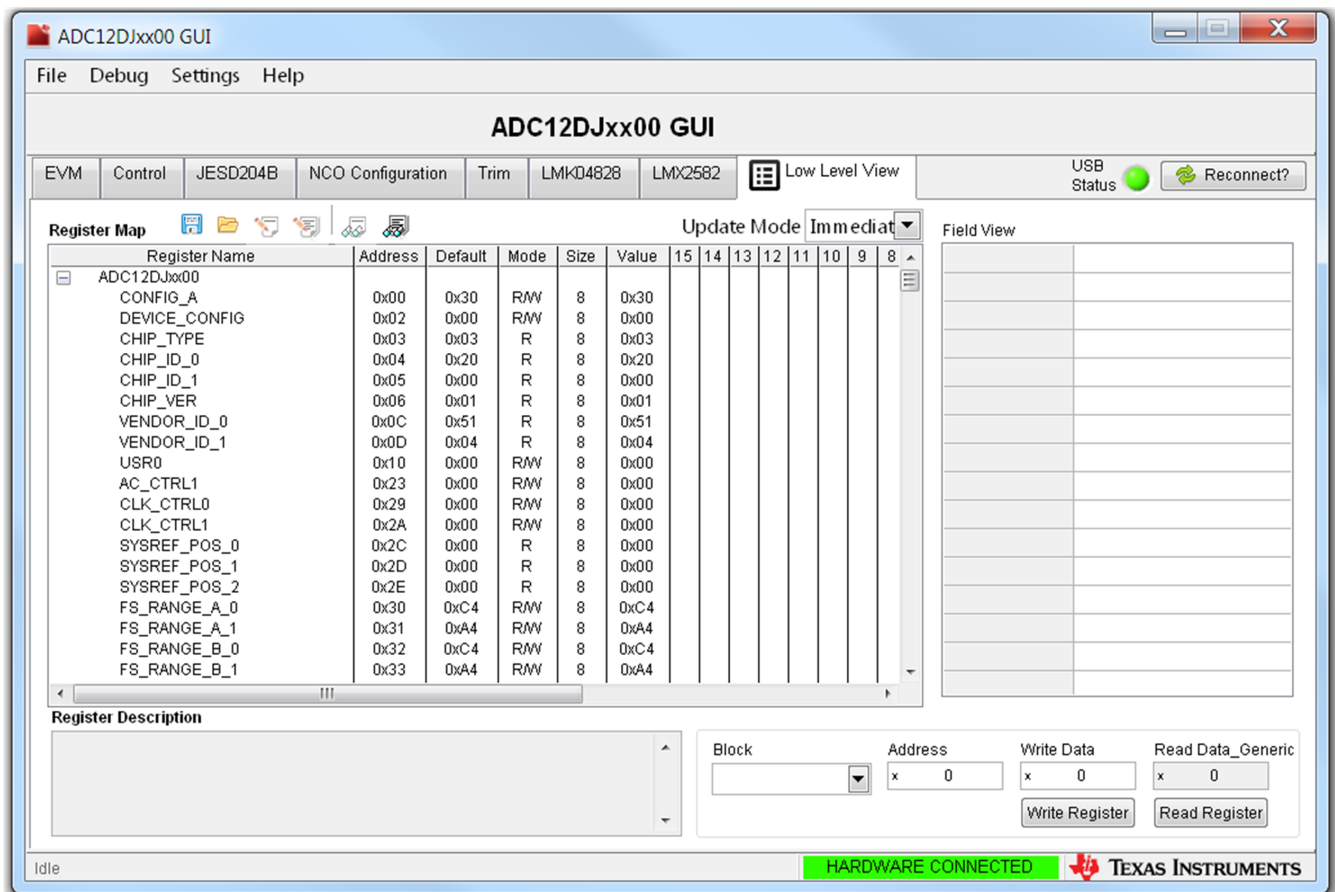 ADC12DJxx00 GUI
File Debug Settings Help
ADC12DJxx00 GUI
EVM Control JESD204B NCO Configuration Trim LMK04828 LMX2582 Low Level View USB Status Reconnect?
Register Map Update Mode Immediat Field View
Register Name Address Default Mode Size Value 15 14 13 12 11 10 9 8
ADC12DJxx00
CONFIG_A 0x00 0x30 R/W 8 0x30
DEVICE_CONFIG 0x02 0x00 R/W 8 0x00
CHIP_TYPE 0x03 0x03 R 8 0x03
CHIP_ID_0 0x04 0x20 R 8 0x20
CHIP_ID_1 0x05 0x00 R 8 0x00
CHIP_VER 0x06 0x01 R 8 0x01
VENDOR_ID_0 0x0C 0x51 R 8 0x51
VENDOR_ID_1 0x0D 0x04 R 8 0x04
USR0 0x10 0x00 R/W 8 0x00
AC_CTRL1 0x23 0x00 R/W 8 0x00
CLK_CTRL0 0x29 0x00 R/W 8 0x00
CLK_CTRL1 0x2A 0x00 R/W 8 0x00
SYSREF_POS_0 0x2C 0x00 R 8 0x00
SYSREF_POS_1 0x2D 0x00 R 8 0x00
SYSREF_POS_2 0x2E 0x00 R 8 0x00
FS_RANGE_A_0 0x30 0xC4 R/W 8 0xC4
FS_RANGE_A_1 0x31 0xA4 R/W 8 0xA4
FS_RANGE_B_0 0x32 0xC4 R/W 8 0xC4
FS_RANGE_B_1 0x33 0xA4 R/W 8 0xA4
Register Description
Block Address Write Data Read Data_Generic
x 0 x 0 x 0
Write Register Read Register
Idle HARDWARE CONNECTED TEXAS INSTRUMENTS